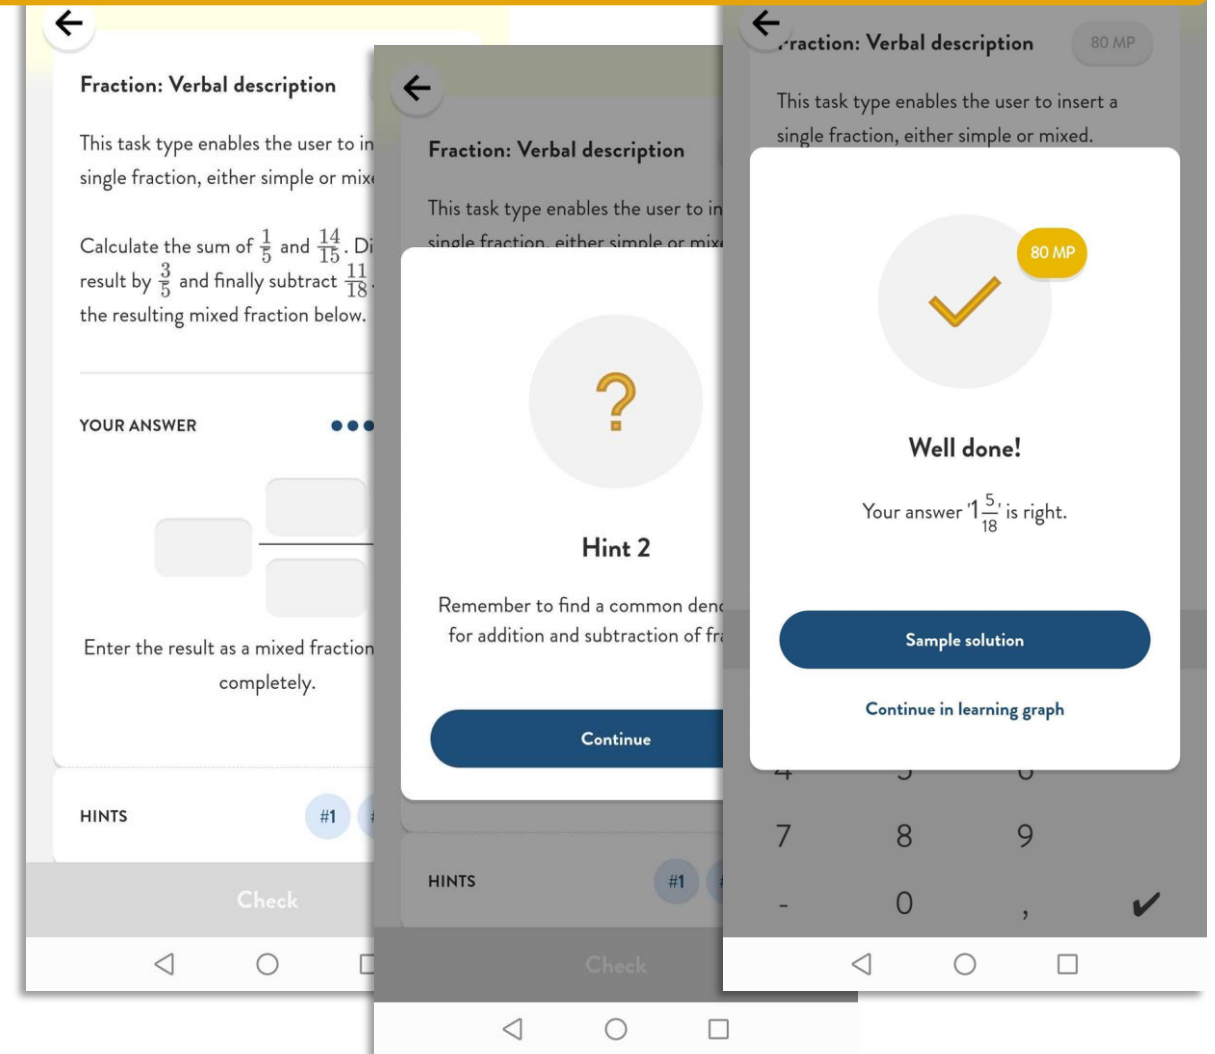 Fraction: Verbal description
This task type enables the user to in
single fraction, either simple or mix
Calculate the sum of 1/5 and 14/15. Di
result by 3/5 and finally subtract 11/18.
the resulting mixed fraction below.
YOUR ANSWER
Enter the result as a mixed fraction
completely.
HINTS
#1
Check
Fraction: Verbal description
This task type enables the user to in
single fraction, either simple or mix
Hint 2
Remember to find a common deno
for addition and subtraction of fra
Continue
HINTS
#1
Check
Fraction: Verbal description
80 MP
This task type enables the user to insert a
single fraction, either simple or mixed.
80 MP
Well done!
Your answer '1 5/18' is right.
Sample solution
Continue in learning graph
4 5 6
7 8 9
- 0 , ✔